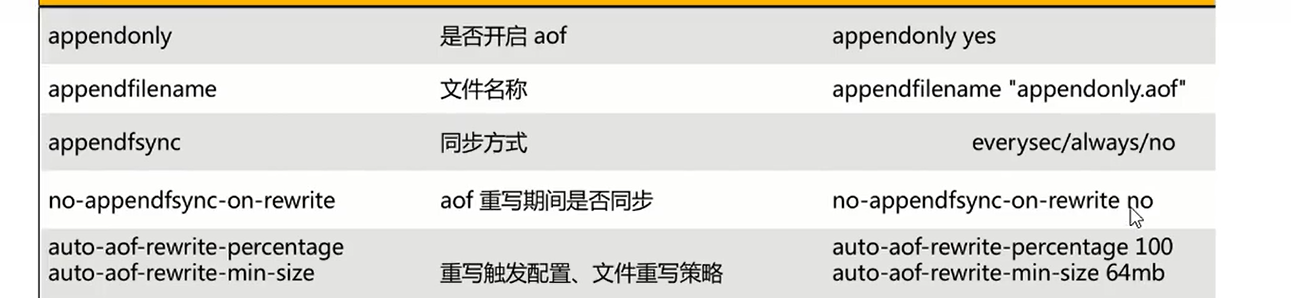 appendonly 是否开启 aof appendonly yes
appendfilename 文件名称 appendfilename "appendonly.aof"
appendfsync 同步方式 everysec/always/no
no-appendfsync-on-rewrite aof 重写期间是否同步 no-appendfsync-on-rewrite no
auto-aof-rewrite-percentage auto-aof-rewrite-percentage 100
auto-aof-rewrite-min-size 重写触发配置、文件重写策略 auto-aof-rewrite-min-size 64mb